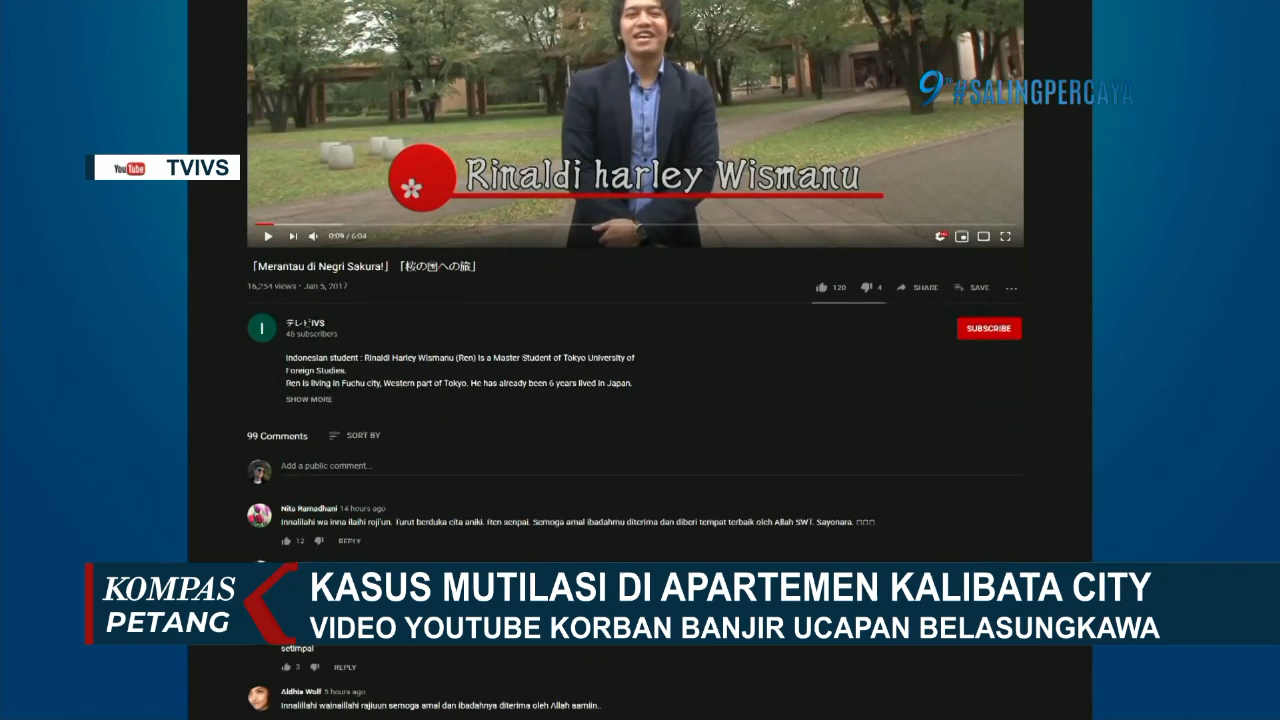 9TH #SALINGPERCAYA
YouTube TVIVS
Rinaldi harley Wismanu
0:09 / 6:04
「Merantau di Negri Sakura!」「桜の国への旅」
16,254 views · Jan 5, 2017
120 4 SHARE SAVE ...
I
テレビIVS
45 subscribers
SUBSCRIBE
Indonesian student : Rinaldi Harley Wismanu (Ren) is a Master Student of Tokyo University of
Foreign Studies.
Ren is living in Fuchu city, Western part of Tokyo. He has already been 6 years lived in Japan.
SHOW MORE
99 Comments SORT BY
Add a public comment...
Nita Ramadhani 14 hours ago
Innalilahi wa inna ilaihi roji'un. Turut berduka cita aniki. Ren senpai. Semoga amal ibadahmu diterima dan diberi tempat terbaik oleh Allah SWT. Sayonara. □□□
12 REPLY
KOMPAS PETANG
KASUS MUTILASI DI APARTEMEN KALIBATA CITY
VIDEO YOUTUBE KORBAN BANJIR UCAPAN BELASUNGKAWA
setimpal
3 REPLY
Aldhia Wolf 5 hours ago
Innalillahi wainaillahi rajiuun semoga amal dan ibadahnya diterima oleh Allah aamiin..